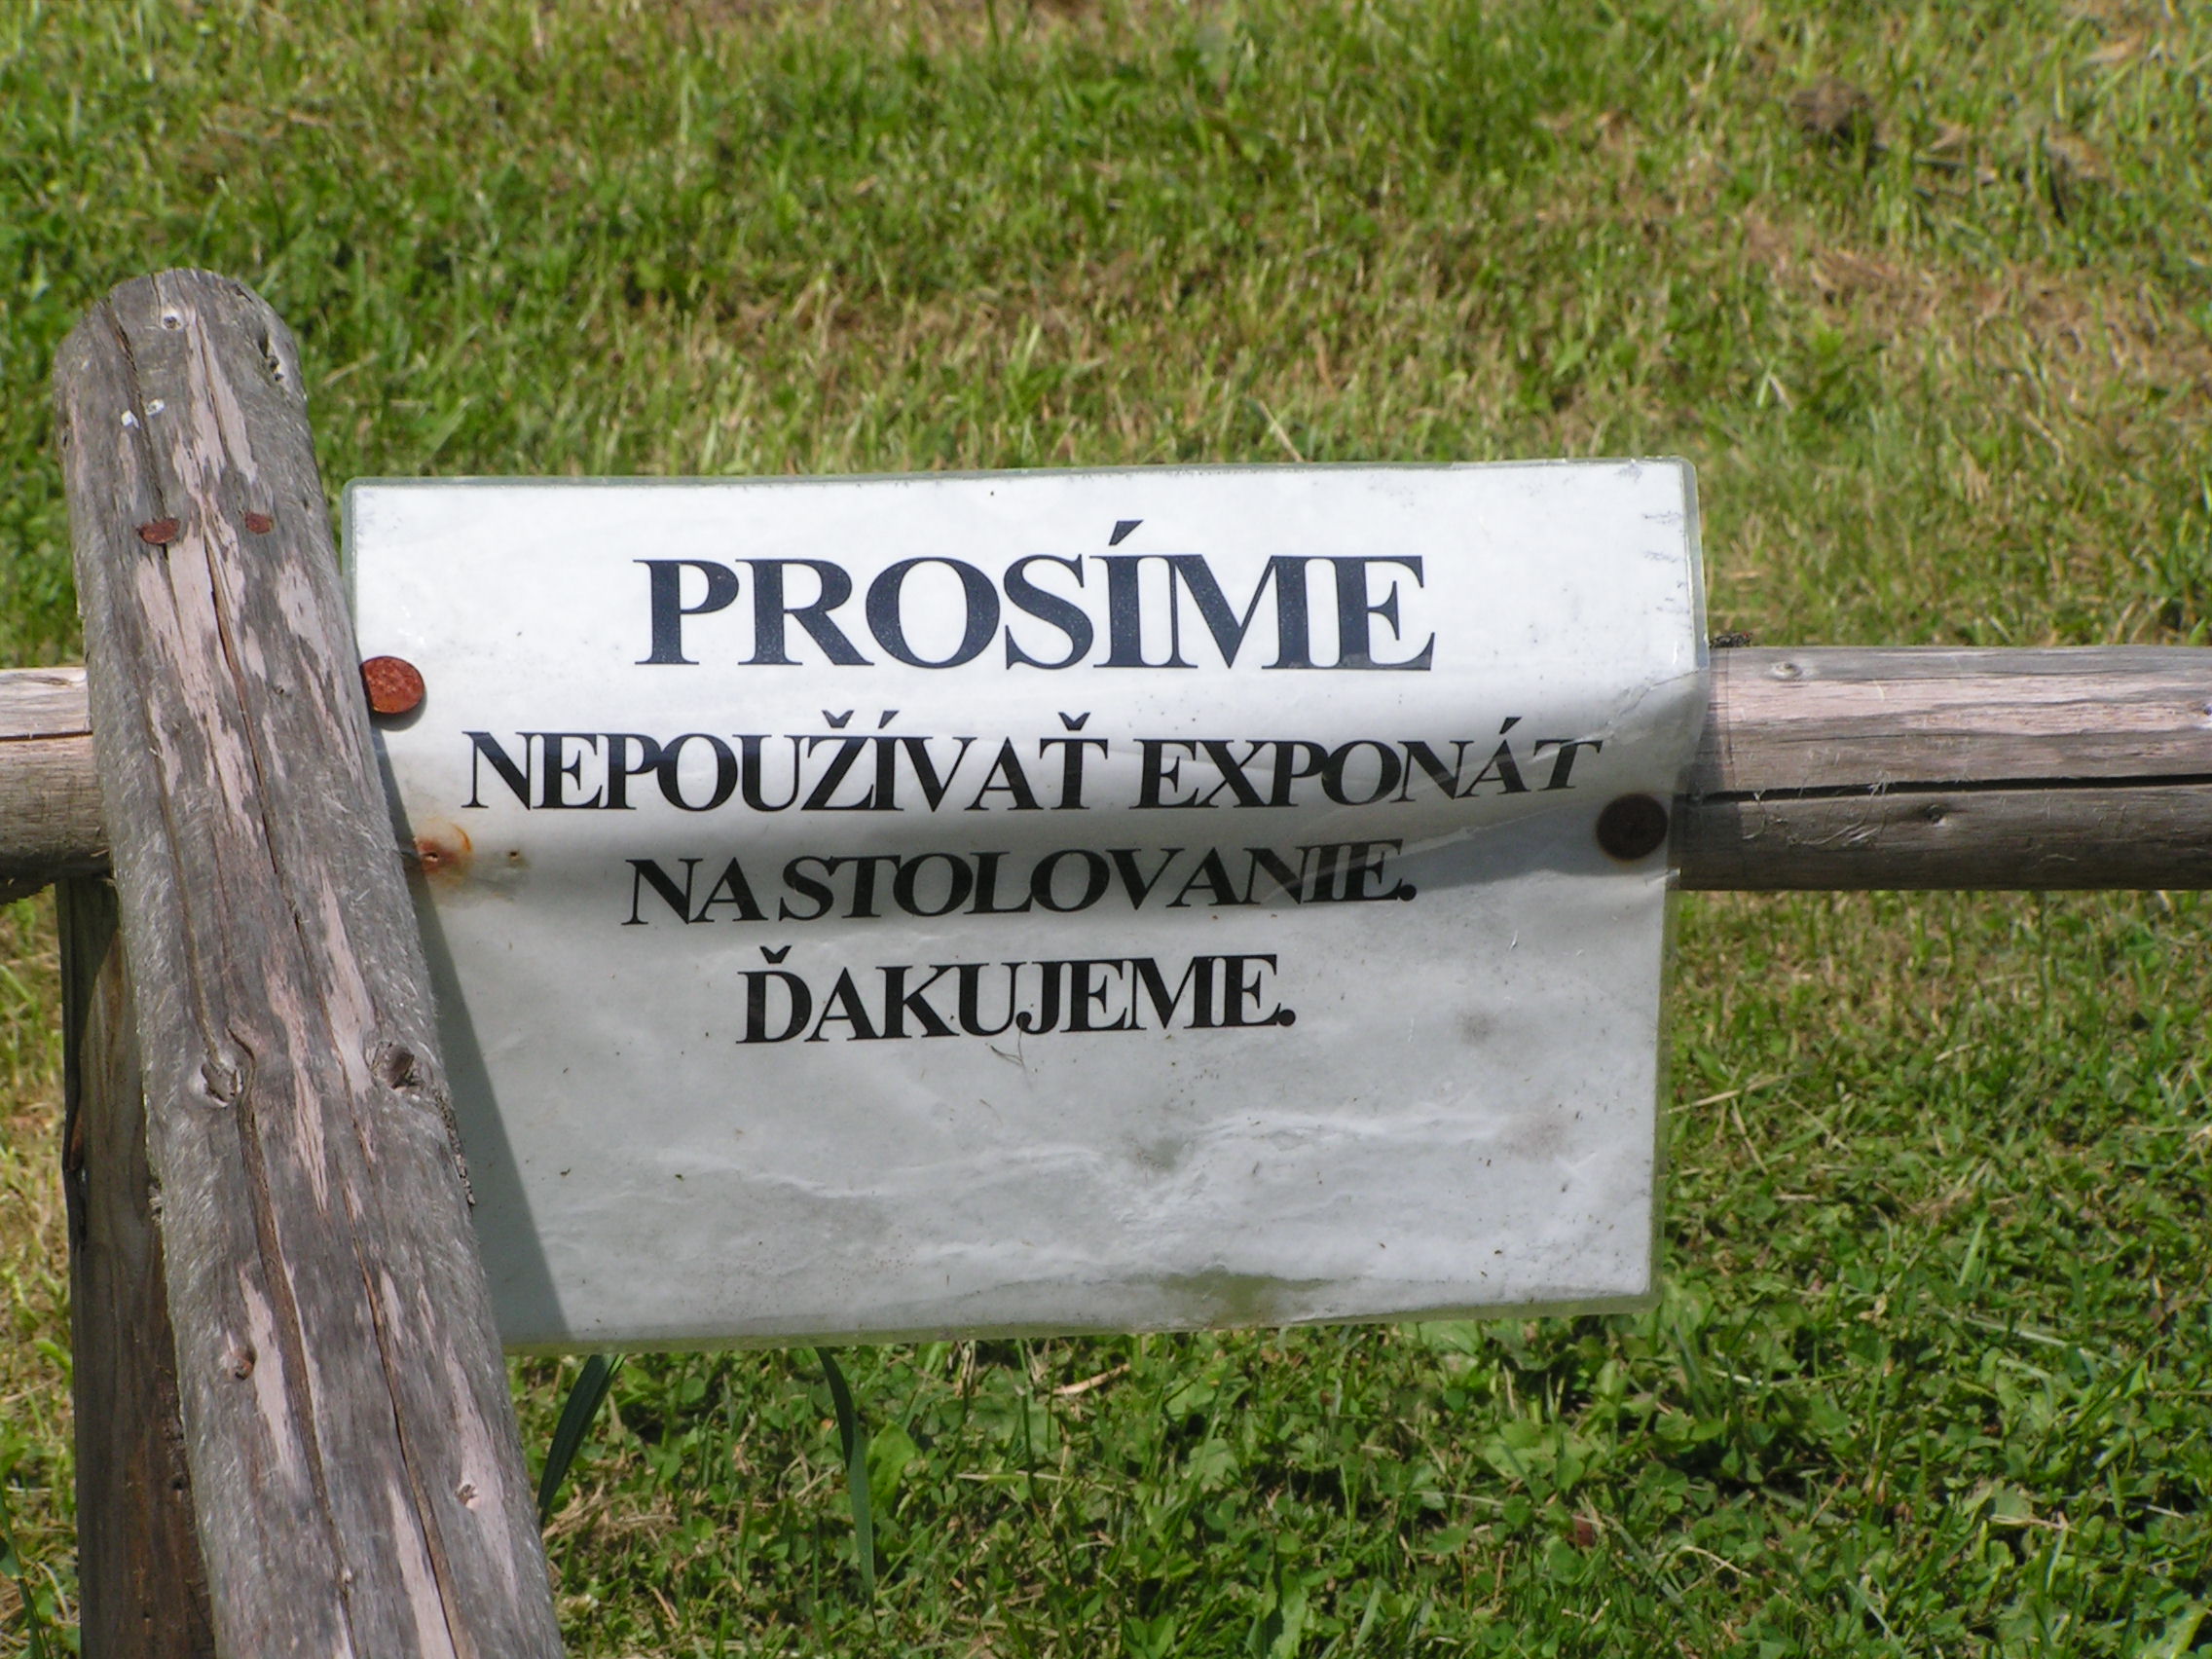 PROSÍME
NEPOUŽÍVAŤ EXPONÁT
NA STOLOVANIE.
ĎAKUJEME.